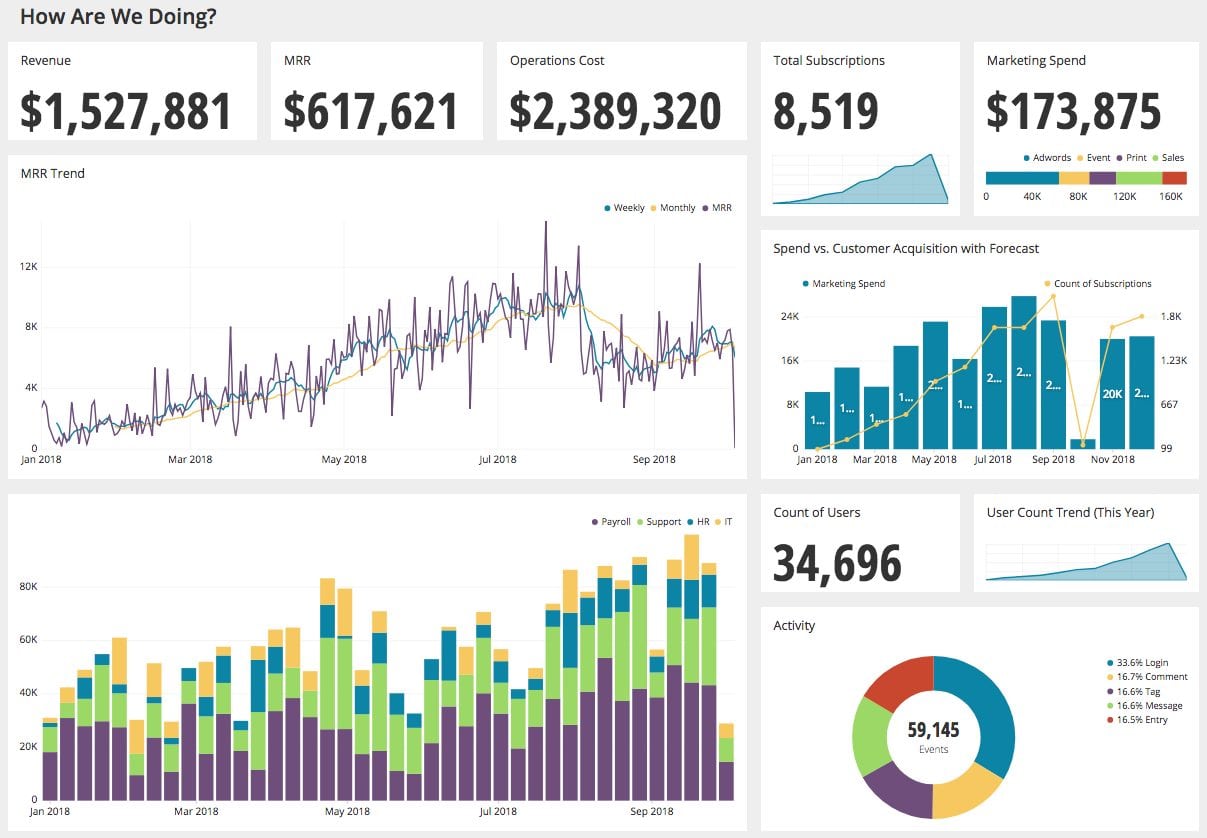 How Are We Doing?
Revenue
$1,527,881
MRR
$617,621
Operations Cost
$2,389,320
Total Subscriptions
8,519
Marketing Spend
$173,875
Adwords Event Print Sales
0 40K 80K 120K 160K
MRR Trend
Weekly Monthly MRR
12K
8K
4K
0
Jan 2018 Mar 2018 May 2018 Jul 2018 Sep 2018
Spend vs. Customer Acquisition with Forecast
Marketing Spend Count of Subscriptions
24K 1.8K
16K 1.23K
8K 667
0 99
1... 1... 1... 1... 2... 1... 2... 2... 2... 20K 2...
Jan 2018 Mar 2018 May 2018 Jul 2018 Sep 2018 Nov 2018
Payroll Support HR IT
80K
60K
40K
20K
0
Jan 2018 Mar 2018 May 2018 Jul 2018 Sep 2018
Count of Users
34,696
User Count Trend (This Year)
Activity
59,145
Events
33.6% Login
16.7% Comment
16.6% Tag
16.6% Message
16.5% Entry